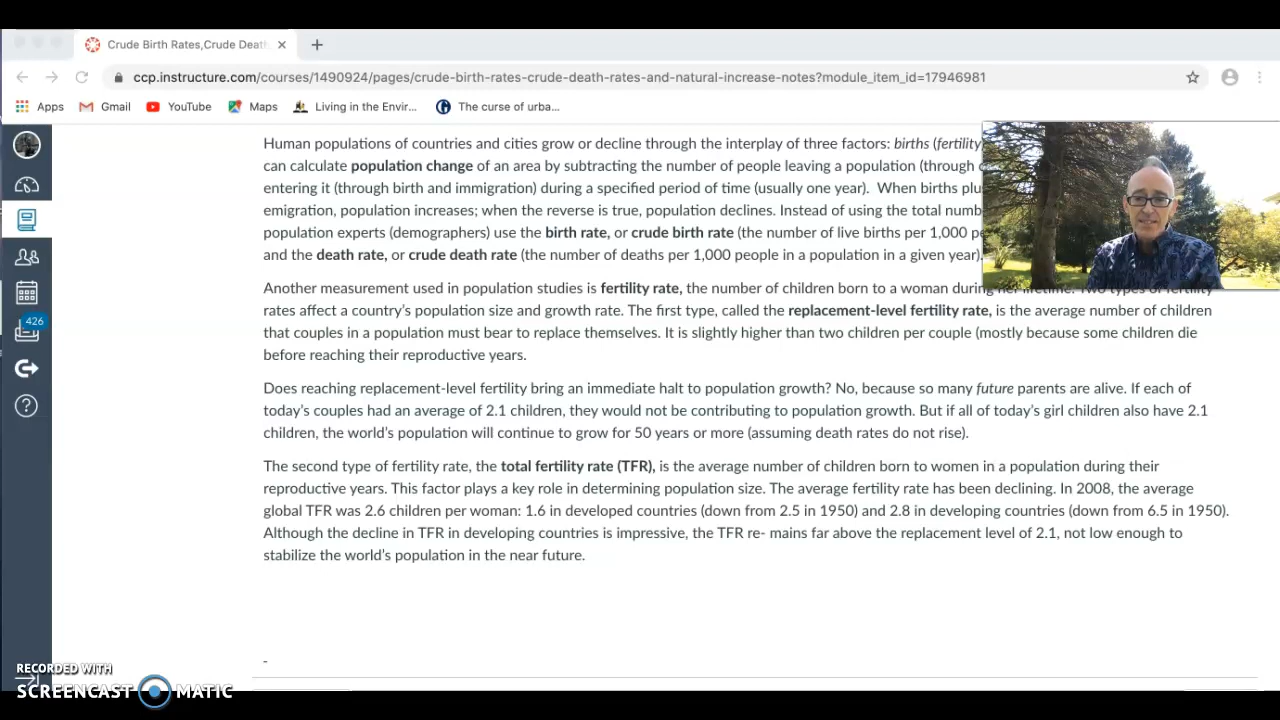 Crude Birth Rates,Crude Death
ccp.instructure.com/courses/1490924/pages/crude-birth-rates-crude-death-rates-and-natural-increase-notes?module_item_id=17946981
Apps Gmail YouTube Maps Living in the Envir... The curse of urba...
Human populations of countries and cities grow or decline through the interplay of three factors: births (fertility
can calculate population change of an area by subtracting the number of people leaving a population (through
entering it (through birth and immigration) during a specified period of time (usually one year). When births plu
emigration, population increases; when the reverse is true, population declines. Instead of using the total numb
population experts (demographers) use the birth rate, or crude birth rate (the number of live births per 1,000 pe
and the death rate, or crude death rate (the number of deaths per 1,000 people in a population in a given year).
Another measurement used in population studies is fertility rate, the number of children born to a woman during her lifetime. Two types of fertility
rates affect a country's population size and growth rate. The first type, called the replacement-level fertility rate, is the average number of children
that couples in a population must bear to replace themselves. It is slightly higher than two children per couple (mostly because some children die
before reaching their reproductive years.
Does reaching replacement-level fertility bring an immediate halt to population growth? No, because so many future parents are alive. If each of
today's couples had an average of 2.1 children, they would not be contributing to population growth. But if all of today's girl children also have 2.1
children, the world's population will continue to grow for 50 years or more (assuming death rates do not rise).
The second type of fertility rate, the total fertility rate (TFR), is the average number of children born to women in a population during their
reproductive years. This factor plays a key role in determining population size. The average fertility rate has been declining. In 2008, the average
global TFR was 2.6 children per woman: 1.6 in developed countries (down from 2.5 in 1950) and 2.8 in developing countries (down from 6.5 in 1950).
Although the decline in TFR in developing countries is impressive, the TFR re- mains far above the replacement level of 2.1, not low enough to
stabilize the world's population in the near future.
-
426
RECORDED WITH
SCREENCAST MATIC